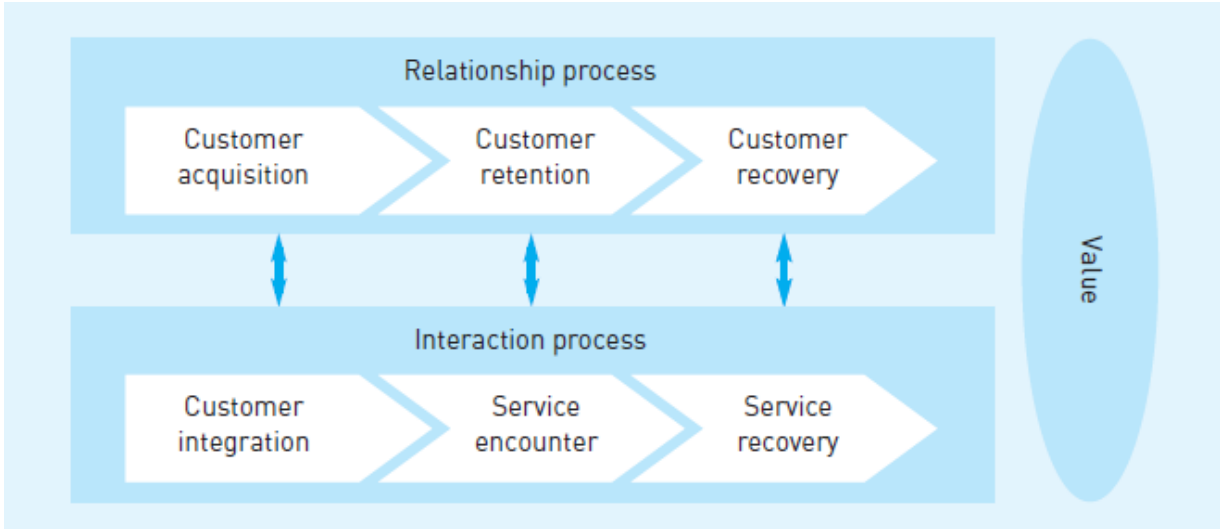 Relationship process
Customer
acquisition
Customer
retention
Customer
recovery
Interaction process
Customer
integration
Service
encounter
Service
recovery
Value